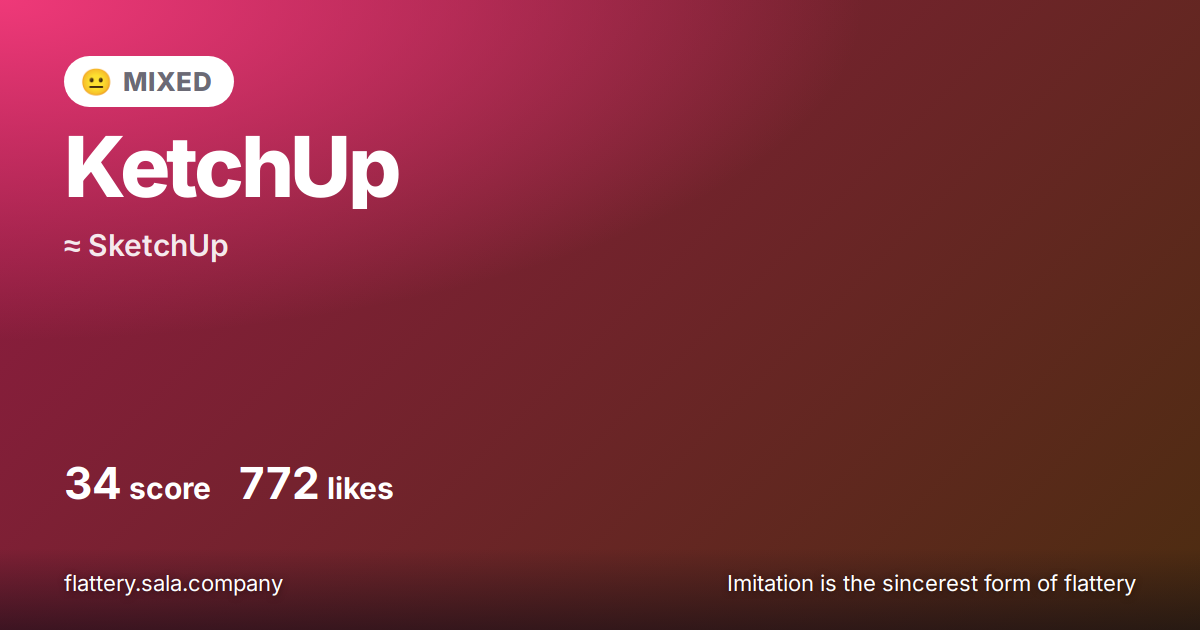 😐 MIXED
KetchUp
≈ SketchUp
34 score 772 likes
flattery.sala.company
Imitation is the sincerest form of flattery